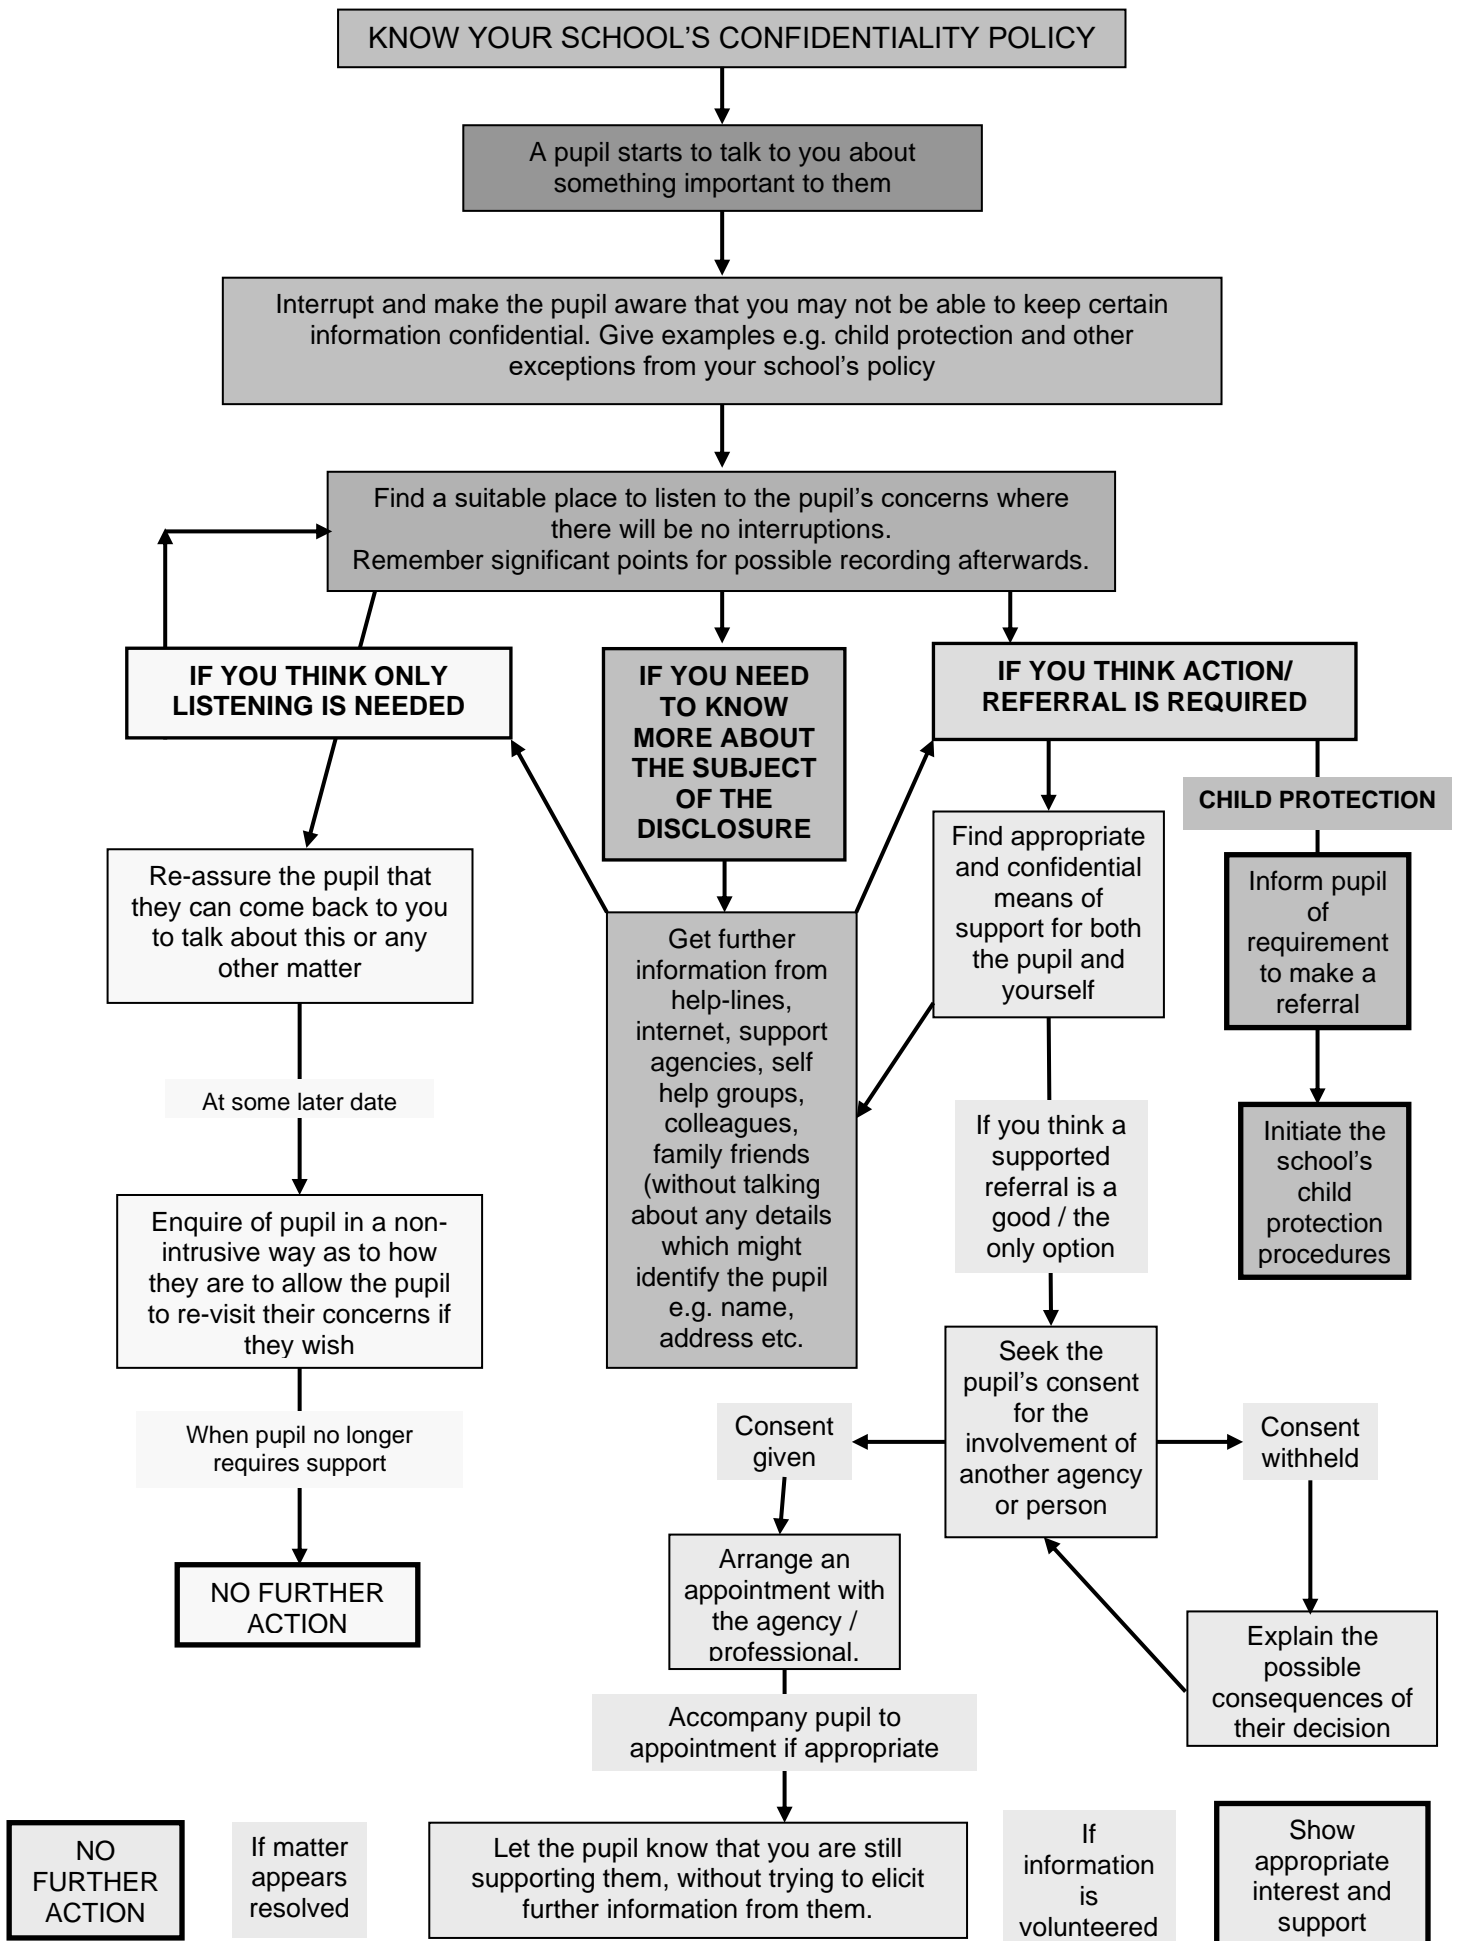 KNOW YOUR SCHOOL’S CONFIDENTIALITY POLICY
A pupil starts to talk to you about
something important to them
Interrupt and make the pupil aware that you may not be able to keep certain
information confidential. Give examples e.g. child protection and other
exceptions from your school’s policy
Find a suitable place to listen to the pupil’s concerns where
there will be no interruptions.
Remember significant points for possible recording afterwards.
IF YOU THINK ONLY
LISTENING IS NEEDED
IF YOU NEED
TO KNOW
MORE ABOUT
THE SUBJECT
OF THE
DISCLOSURE
IF YOU THINK ACTION/
REFERRAL IS REQUIRED
CHILD PROTECTION
Re-assure the pupil that
they can come back to you
to talk about this or any
other matter
Get further
information from
help-lines,
internet, support
agencies, self
help groups,
colleagues,
family friends
(without talking
about any details
which might
identify the pupil
e.g. name,
address etc.
Find appropriate
and confidential
means of
support for both
the pupil and
yourself
Inform pupil
of
requirement
to make a
referral
At some later date
If you think a
supported
referral is a
good / the
only option
Initiate the
school’s
child
protection
procedures
Enquire of pupil in a non-
intrusive way as to how
they are to allow the pupil
to re-visit their concerns if
they wish
Seek the
pupil’s consent
for the
involvement of
another agency
or person
When pupil no longer
requires support
Consent
given
Consent
withheld
NO FURTHER
ACTION
Arrange an
appointment with
the agency /
professional.
Explain the
possible
consequences of
their decision
Accompany pupil to
appointment if appropriate
NO
FURTHER
ACTION
If matter
appears
resolved
Let the pupil know that you are still
supporting them, without trying to elicit
further information from them.
If
information
is
volunteered
Show
appropriate
interest and
support